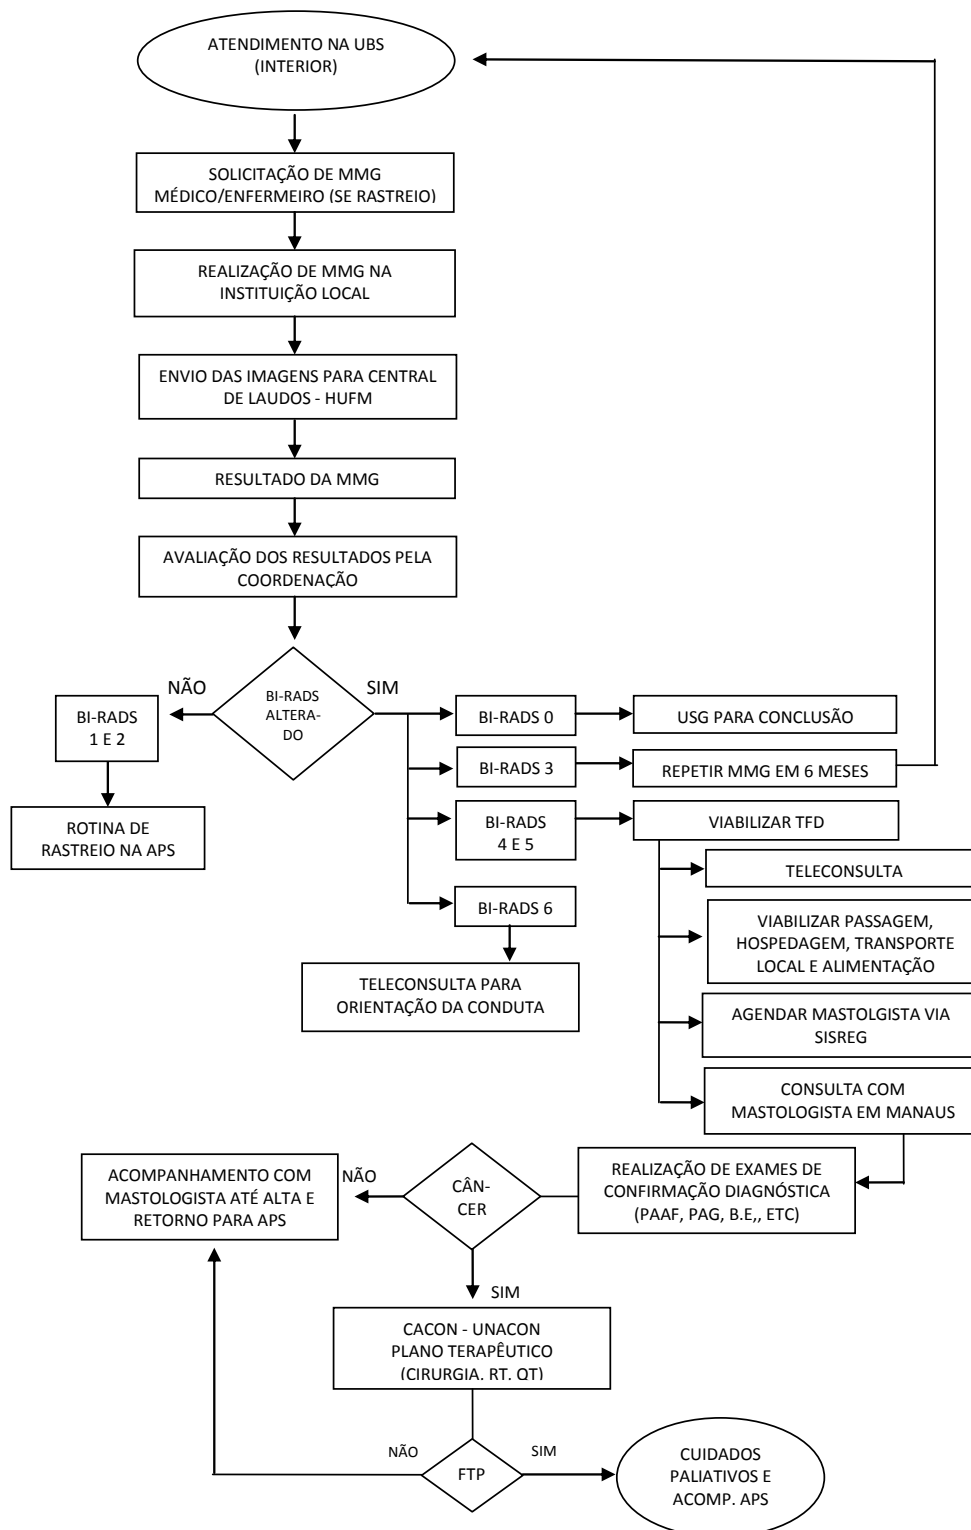 ATENDIMENTO NA UBS
(INTERIOR)
SOLICITAÇÃO DE MMG
MÉDICO/ENFERMEIRO (SE RASTREIO)
REALIZAÇÃO DE MMG NA
INSTITUIÇÃO LOCAL
ENVIO DAS IMAGENS PARA CENTRAL
DE LAUDOS - HUFM
RESULTADO DA MMG
AVALIAÇÃO DOS RESULTADOS PELA
COORDENAÇÃO
BI-RADS
ALTERA-
DO
NÃO
SIM
BI-RADS
1 E 2
ROTINA DE
RASTREIO NA APS
BI-RADS 0
USG PARA CONCLUSÃO
BI-RADS 3
REPETIR MMG EM 6 MESES
BI-RADS
4 E 5
VIABILIZAR TFD
BI-RADS 6
TELECONSULTA PARA
ORIENTAÇÃO DA CONDUTA
TELECONSULTA
VIABILIZAR PASSAGEM,
HOSPEDAGEM, TRANSPORTE
LOCAL E ALIMENTAÇÃO
AGENDAR MASTOLGISTA VIA
SISREG
CONSULTA COM
MASTOLOGISTA EM MANAUS
REALIZAÇÃO DE EXAMES DE
CONFIRMAÇÃO DIAGNÓSTICA
(PAAF, PAG, B.E,, ETC)
CÂN-
CER
NÃO
ACOMPANHAMENTO COM
MASTOLOGISTA ATÉ ALTA E
RETORNO PARA APS
SIM
CACON - UNACON
PLANO TERAPÊUTICO
(CIRURGIA, RT, QT)
FTP
NÃO
SIM
CUIDADOS
PALIATIVOS E
ACOMP. APS